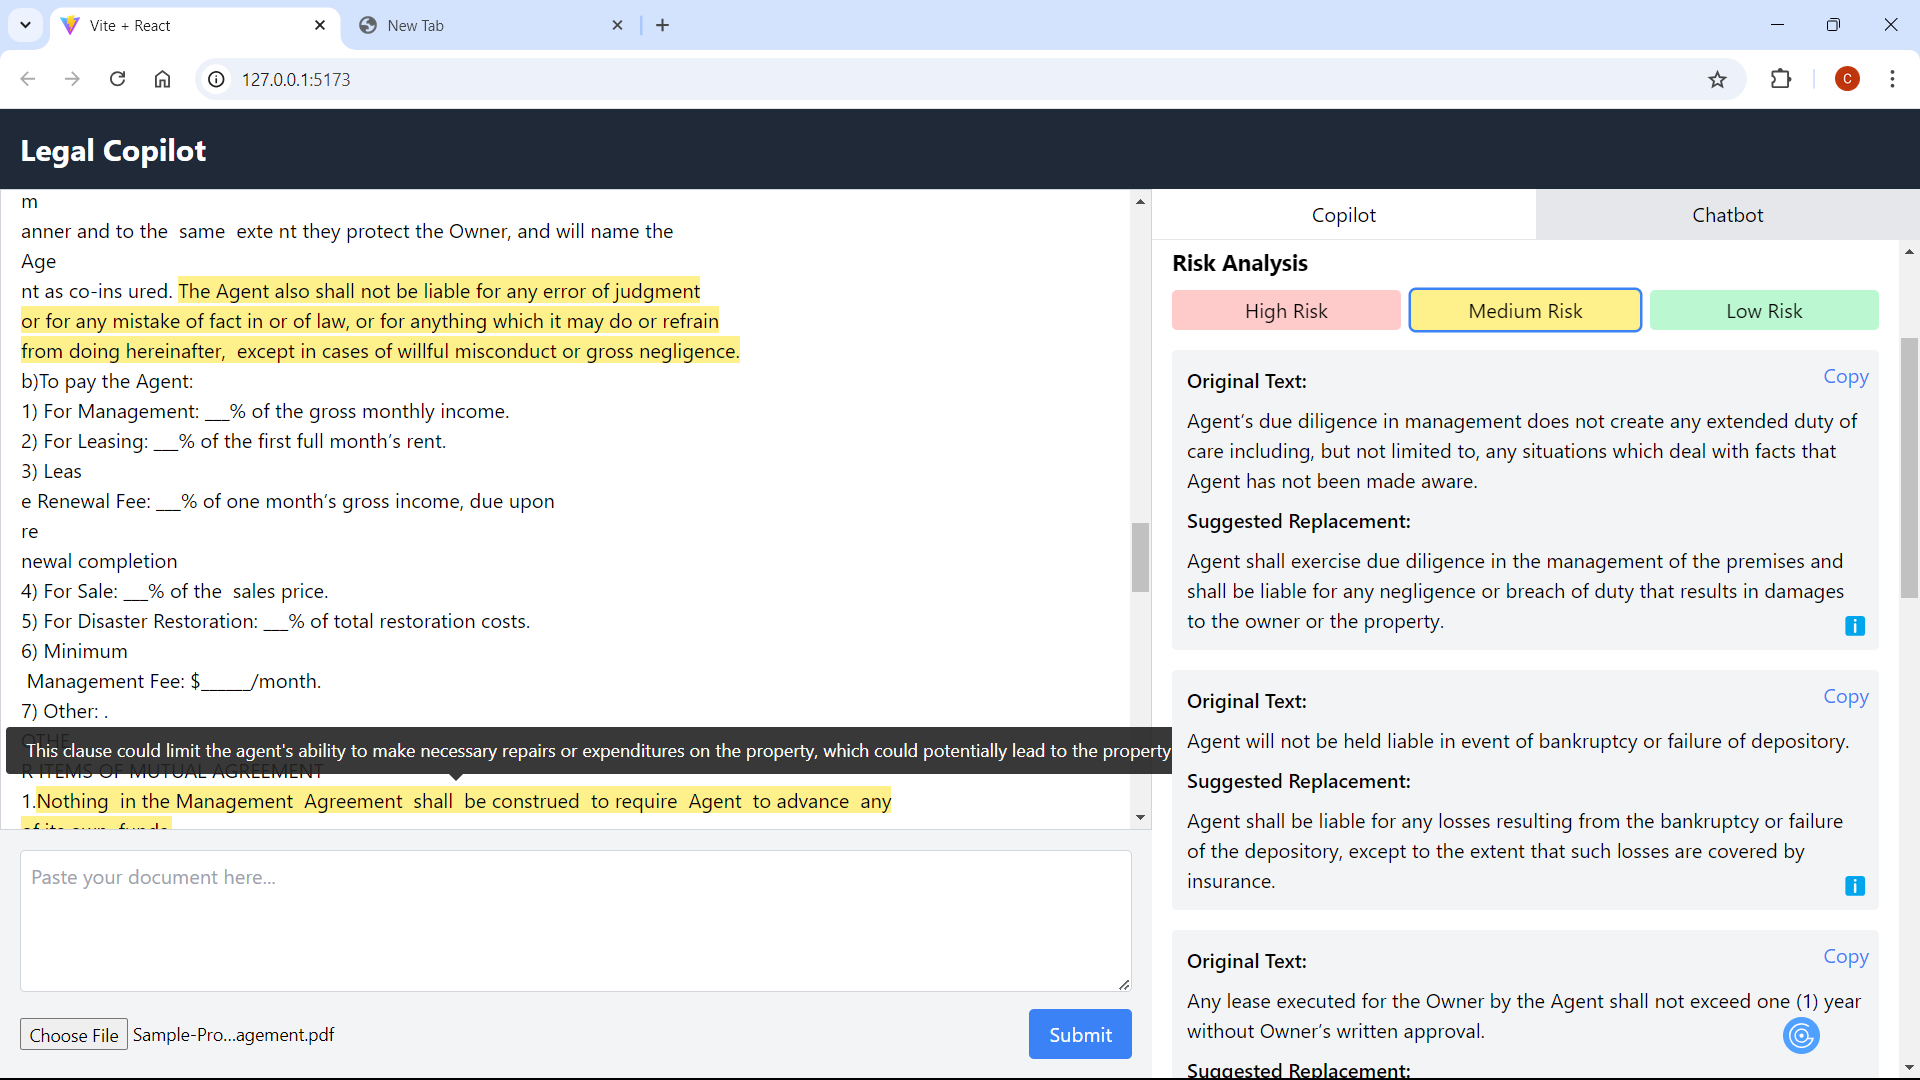 Vite + React
New Tab
127.0.0.1:5173
C
Legal Copilot
m
anner and to the same exte nt they protect the Owner, and will name the
Age
nt as co-ins ured. The Agent also shall not be liable for any error of judgment
or for any mistake of fact in or of law, or for anything which it may do or refrain
from doing hereinafter, except in cases of willful misconduct or gross negligence.
b)To pay the Agent:
1) For Management: ___% of the gross monthly income.
2) For Leasing: ___% of the first full month's rent.
3) Leas
e Renewal Fee: ___% of one month's gross income, due upon
re
newal completion
4) For Sale: ___% of the sales price.
5) For Disaster Restoration: ___% of total restoration costs.
6) Minimum
Management Fee: $______/month.
7) Other: .
OTHE
This clause could limit the agent's ability to make necessary repairs or expenditures on the property, which could potentially lead to the property
R ITEMS OF MUTUAL AGREEMENT
1.Nothing in the Management Agreement shall be construed to require Agent to advance any
of its own funds
Paste your document here...
Choose File Sample-Pro...agement.pdf
Submit
Copilot
Chatbot
Risk Analysis
High Risk
Medium Risk
Low Risk
Original Text:
Copy
Agent's due diligence in management does not create any extended duty of
care including, but not limited to, any situations which deal with facts that
Agent has not been made aware.
Suggested Replacement:
Agent shall exercise due diligence in the management of the premises and
shall be liable for any negligence or breach of duty that results in damages
to the owner or the property.
i
Original Text:
Copy
Agent will not be held liable in event of bankruptcy or failure of depository.
Suggested Replacement:
Agent shall be liable for any losses resulting from the bankruptcy or failure
of the depository, except to the extent that such losses are covered by
insurance.
i
Original Text:
Copy
Any lease executed for the Owner by the Agent shall not exceed one (1) year
without Owner's written approval.
Suggested Replacement: